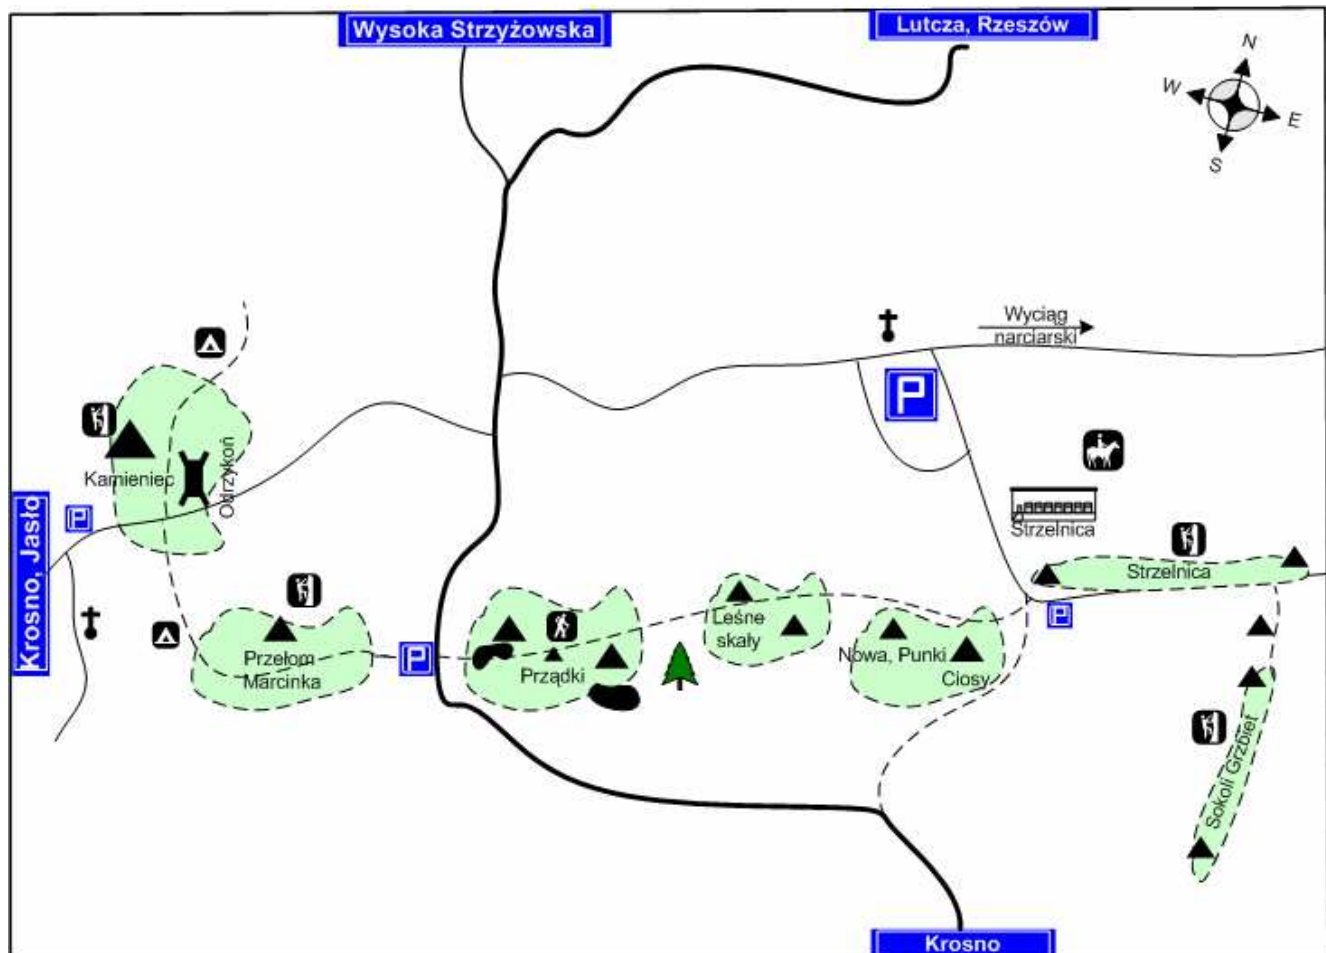 Wysoka Strzyżowska
Lutcza, Rzeszów
N
W
E
S
Wyciąg
narciarski
P
Kamieniec
Odrzykoń
P
Krosno, Jasło
Strzelnica
Strzelnica
P
Przełom
Marcinka
P
Prządki
Leśne
skały
Nowa, Punki
Ciosy
Sokoli Grzbiet
Krosno